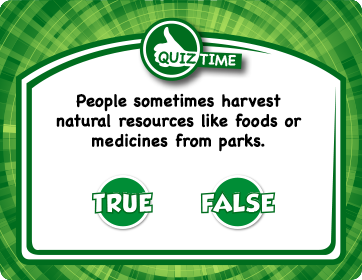 QUIZ TIME
People sometimes harvest
natural resources like foods or
medicines from parks.
TRUE FALSE